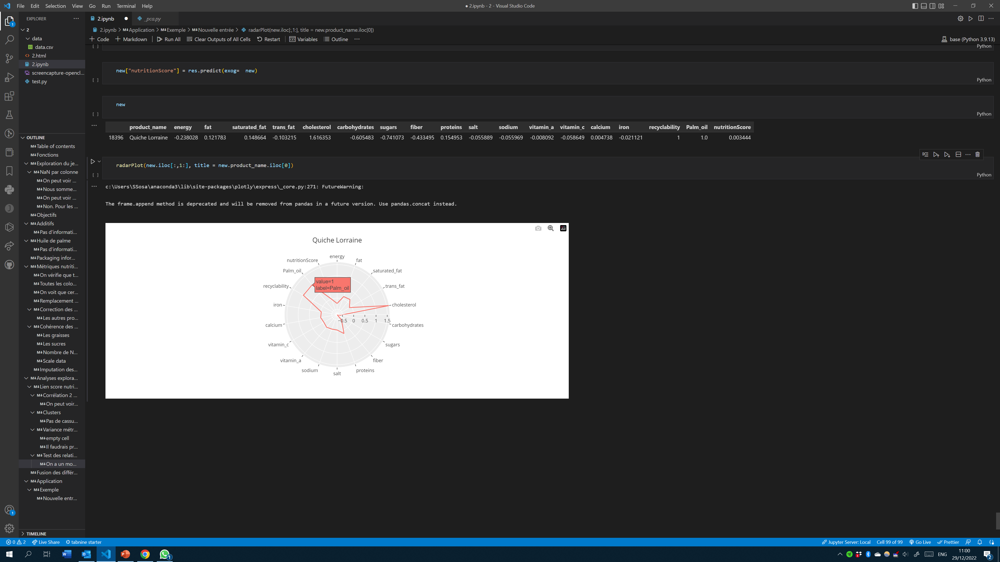 File Edit Selection View Go Run Terminal Help
● 2.ipynb - 2 - Visual Studio Code
EXPLORER
2
data
data.csv
2.html
2.ipynb
screencapture-opencl...
test.py
OUTLINE
M↓Table of contents
M↓Fonctions
M↓Exploration du je...
M↓NaN par colonne
M↓On peut voir ...
M↓Nous somme...
M↓On peut voir ...
M↓Non. Pour les ...
M↓Objectifs
M↓Additifs
M↓Pas d'informati...
M↓Huile de palme
M↓Pas d'informati...
M↓Packaging infor...
M↓Métriques nutriti...
M↓On vérifie que t...
M↓Toutes les colo...
M↓On voit que cer...
M↓Remplacement ...
M↓Correction des ...
M↓Les autres pro...
M↓Cohérence des ...
M↓Les graisses
M↓Les sucres
M↓Nombre de N...
M↓Scale data
M↓Imputation des...
M↓Analyses explora...
M↓Lien score nutri...
M↓Corrélation 2 ...
M↓On peut voir...
M↓Clusters
M↓Pas de cassu...
M↓Variance métr...
M↓empty cell
M↓Il faudrais pr...
M↓Test des relati...
M↓On a un mo...
M↓Fusion des différ...
M↓Application
M↓Exemple
M↓Nouvelle entr...
TIMELINE
2.ipynb
_pca.py
2.ipynb > M↓Application > M↓Exemple > M↓Nouvelle entrée > radarPlot(new.iloc[:,1:], title = new.product_name.iloc[0])
+ Code + Markdown | Run All Clear Outputs of All Cells Restart | Variables Outline ...
base (Python 3.9.13)
[ ]
Python
new["nutritionScore"] = res.predict(exog=  new)
[ ]
Python
new
[ ]
Python
product_name energy fat saturated_fat trans_fat cholesterol carbohydrates sugars fiber proteins salt sodium vitamin_a vitamin_c calcium iron recyclability Palm_oil nutritionScore
18396 Quiche Lorraine -0.238028 0.121783 0.148664 -0.103215 1.616353 -0.605483 -0.741073 -0.433495 0.154953 -0.055889 -0.055969 -0.008092 -0.058649 0.004738 -0.021121 1 1.0 0.003444
radarPlot(new.iloc[:,1:], title = new.product_name.iloc[0])
[ ]
Python
c:\Users\SSosa\anaconda3\lib\site-packages\plotly\express\_core.py:271: FutureWarning:
The frame.append method is deprecated and will be removed from pandas in a future version. Use pandas.concat instead.
Quiche Lorraine
energy
nutritionScore
fat
Palm_oil
saturated_fat
value=1
label=Palm_oil
recyclability
trans_fat
iron
cholesterol
−0.5 0 0.5 1 1.5
calcium
carbohydrates
vitamin_c
sugars
vitamin_a
fiber
sodium
proteins
salt
0 2 Live Share tabnine starter
Jupyter Server: Local Cell 99 of 99 Go Live Prettier
ENG
11:00
29/12/2022